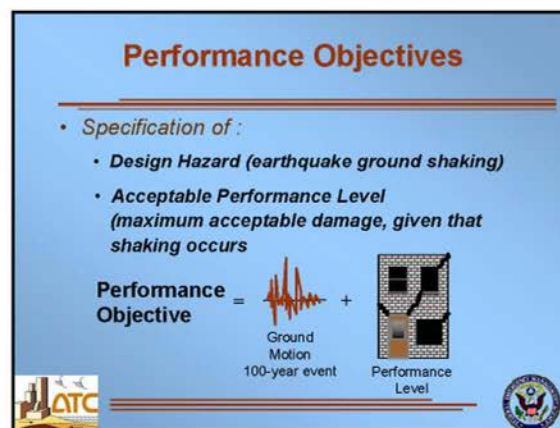 Performance Objectives
• Specification of :
• Design Hazard (earthquake ground shaking)
• Acceptable Performance Level
(maximum acceptable damage, given that
shaking occurs
Performance
Objective
=
+
Ground
Motion
100-year event
Performance
Level
ATC